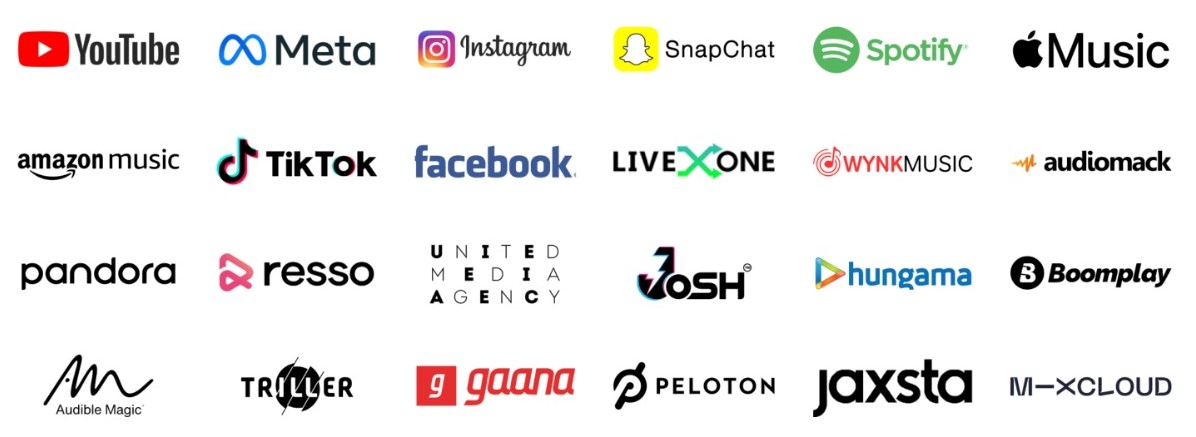 YouTube
Meta
Instagram
SnapChat
Spotify
Music
amazon music
TikTok
facebook
LIVEXONE
WYNKMUSIC
audiomack
pandora
resso
UNITED
MEDIA
AGENCY
JOSH
hungama
B Boomplay
AM
Audible Magic
TRILLER
g gaana
PELOTON
jaxsta
M—XCLOUD